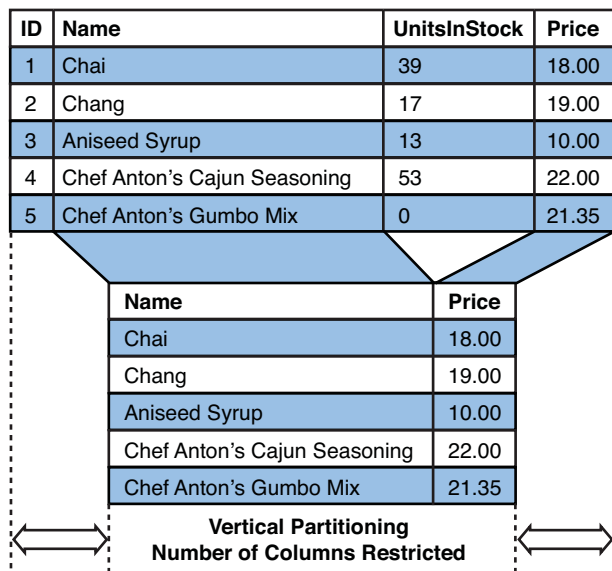 ID Name UnitsInStock Price
1 Chai 39 18.00
2 Chang 17 19.00
3 Aniseed Syrup 13 10.00
4 Chef Anton’s Cajun Seasoning 53 22.00
5 Chef Anton’s Gumbo Mix 0 21.35
Name Price
Chai 18.00
Chang 19.00
Aniseed Syrup 10.00
Chef Anton’s Cajun Seasoning 22.00
Chef Anton’s Gumbo Mix 21.35
Vertical Partitioning
Number of Columns Restricted